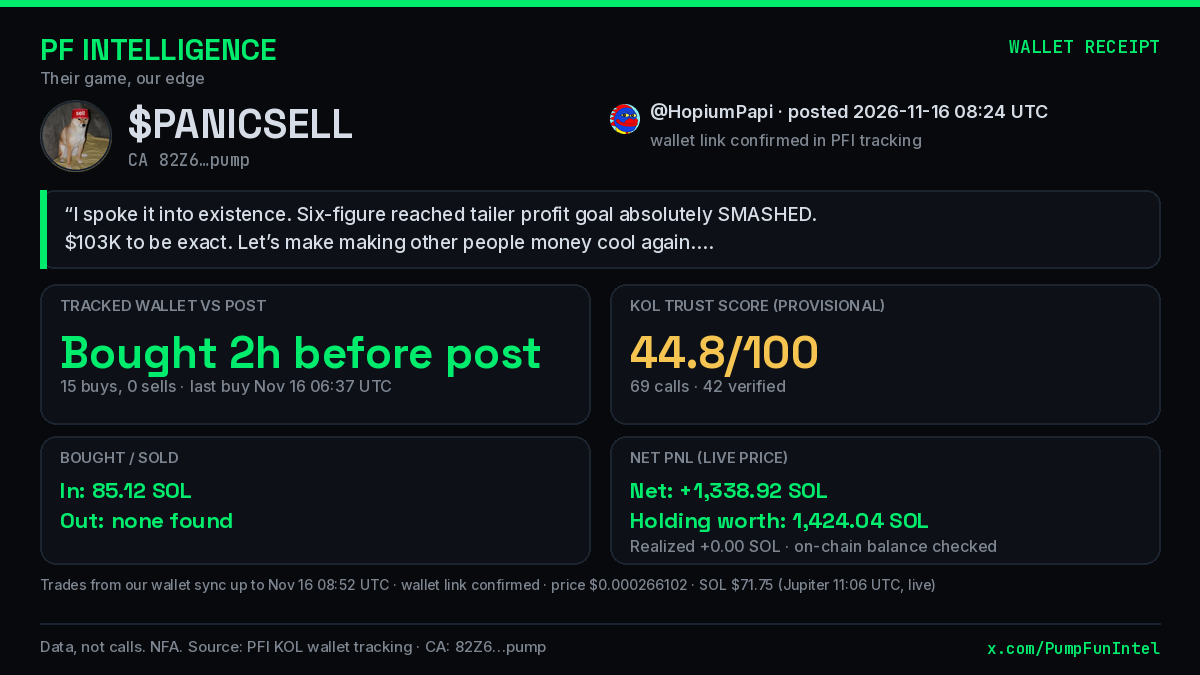 PF INTELLIGENCE
WALLET RECEIPT
Their game, our edge
sell
$PANICSELL
CA 82Z6…pump
@HopiumPapi · posted 2026-11-16 08:24 UTC
wallet link confirmed in PFI tracking
“I spoke it into existence. Six-figure reached tailer profit goal absolutely SMASHED.
$103K to be exact. Let’s make making other people money cool again….
TRACKED WALLET VS POST
Bought 2h before post
15 buys, 0 sells · last buy Nov 16 06:37 UTC
KOL TRUST SCORE (PROVISIONAL)
44.8/100
69 calls · 42 verified
BOUGHT / SOLD
In: 85.12 SOL
Out: none found
NET PNL (LIVE PRICE)
Net: +1,338.92 SOL
Holding worth: 1,424.04 SOL
Realized +0.00 SOL · on-chain balance checked
Trades from our wallet sync up to Nov 16 08:52 UTC · wallet link confirmed · price $0.000266102 · SOL $71.75 (Jupiter 11:06 UTC, live)
Data, not calls. NFA. Source: PFI KOL wallet tracking · CA: 82Z6…pump
x.com/PumpFunIntel